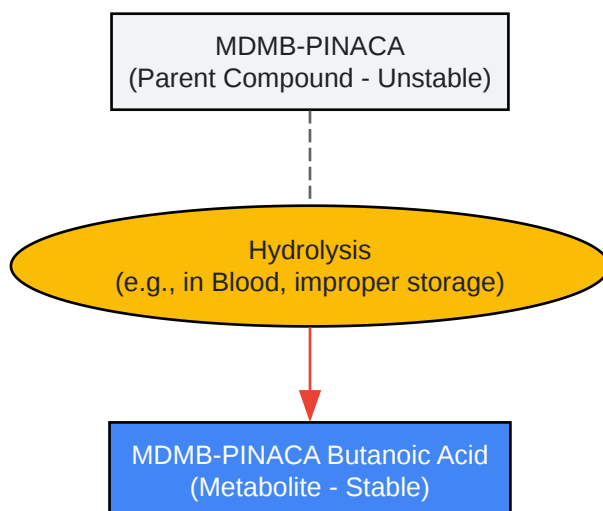 MDMB-PINACA
(Parent Compound - Unstable)
Hydrolysis
(e.g., in Blood, improper storage)
MDMB-PINACA Butanoic Acid
(Metabolite - Stable)